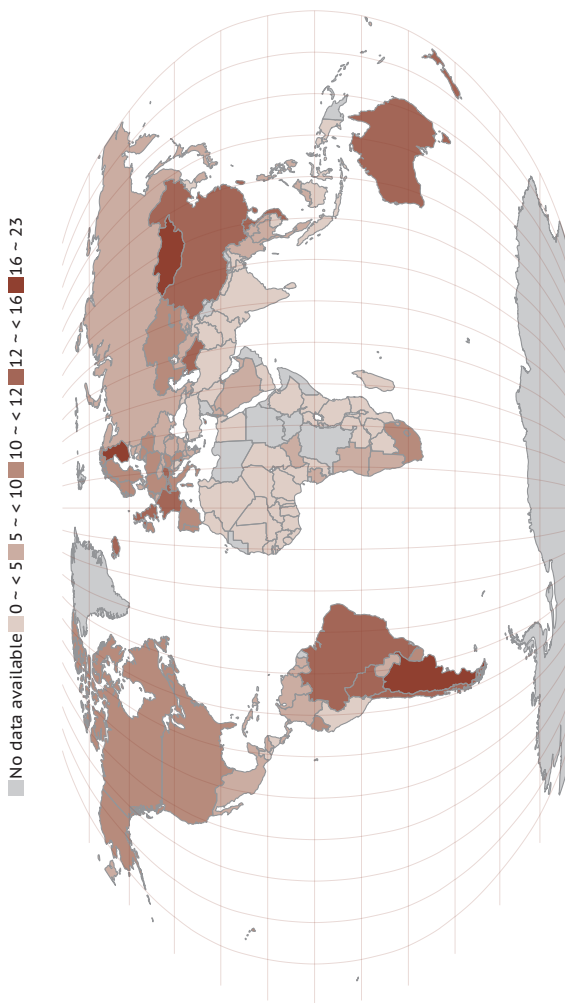 No data available
0 ~ < 5
5 ~ < 10
10 ~ < 12
12 ~ < 16
16 ~ 23